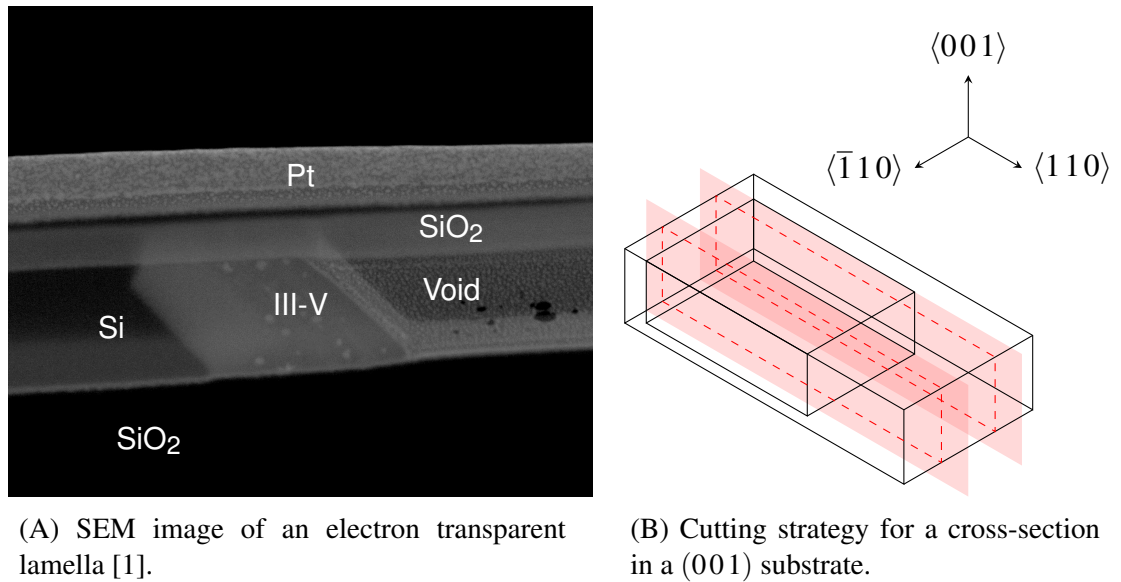 Pt
SiO₂
Void
III-V
Si
SiO₂
⟨001⟩
⟨1̅10⟩
⟨110⟩
(A) SEM image of an electron transparent
lamella [1].
(B) Cutting strategy for a cross-section
in a (001) substrate.